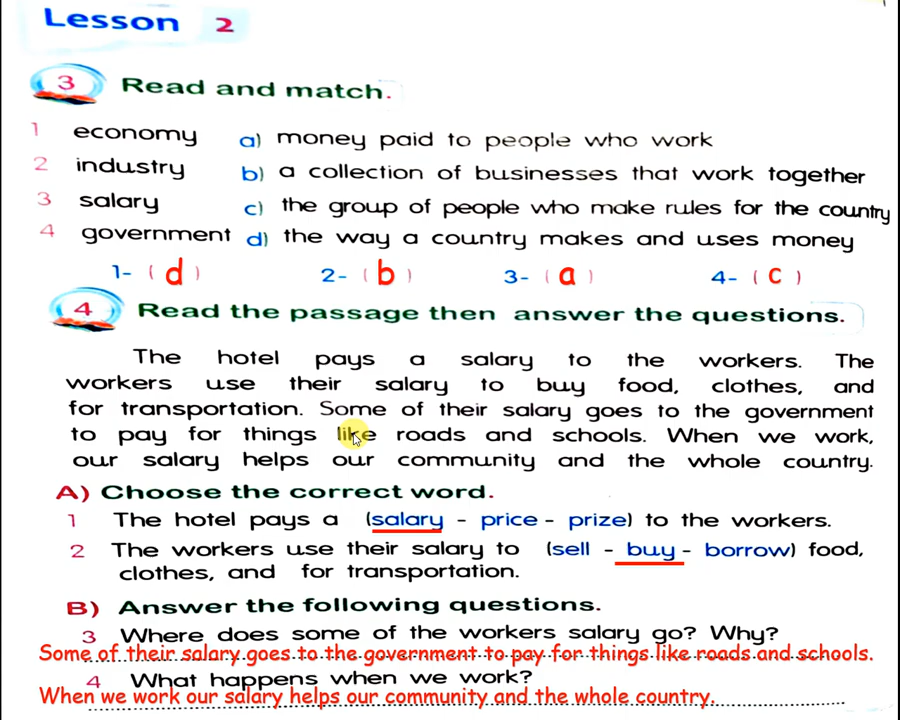 Lesson 2
3 Read and match.
1 economy a) money paid to people who work
2 industry b) a collection of businesses that work together
3 salary c) the group of people who make rules for the country
4 government d) the way a country makes and uses money
1- ( d ) 2- ( b ) 3- ( a ) 4- ( c )
4 Read the passage then answer the questions.
The hotel pays a salary to the workers. The
workers use their salary to buy food, clothes, and
for transportation. Some of their salary goes to the government
to pay for things like roads and schools. When we work,
our salary helps our community and the whole country.
A) Choose the correct word.
1 The hotel pays a (salary - price - prize) to the workers.
2 The workers use their salary to (sell - buy - borrow) food,
clothes, and for transportation.
B) Answer the following questions.
3 Where does some of the workers salary go? Why?
Some of their salary goes to the government to pay for things like roads and schools.
4 What happens when we work?
When we work our salary helps our community and the whole country.